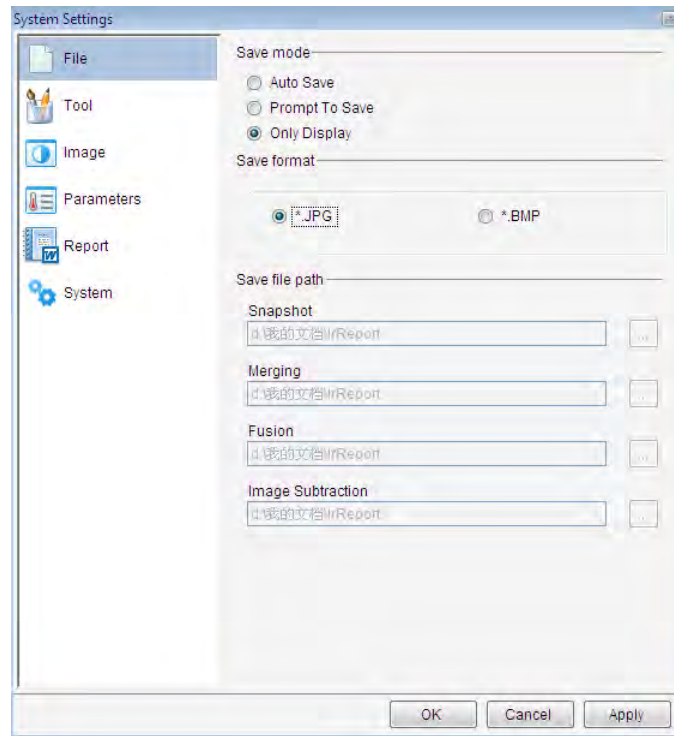 System Settings
File
Tool
Image
Parameters
Report
System
Save mode
Auto Save
Prompt To Save
Only Display
Save format
*.JPG
*.BMP
Save file path
Snapshot
d:\我的文档\IrReport
...
Merging
d:\我的文档\IrReport
...
Fusion
d:\我的文档\IrReport
...
Image Subtraction
d:\我的文档\IrReport
...
OK
Cancel
Apply